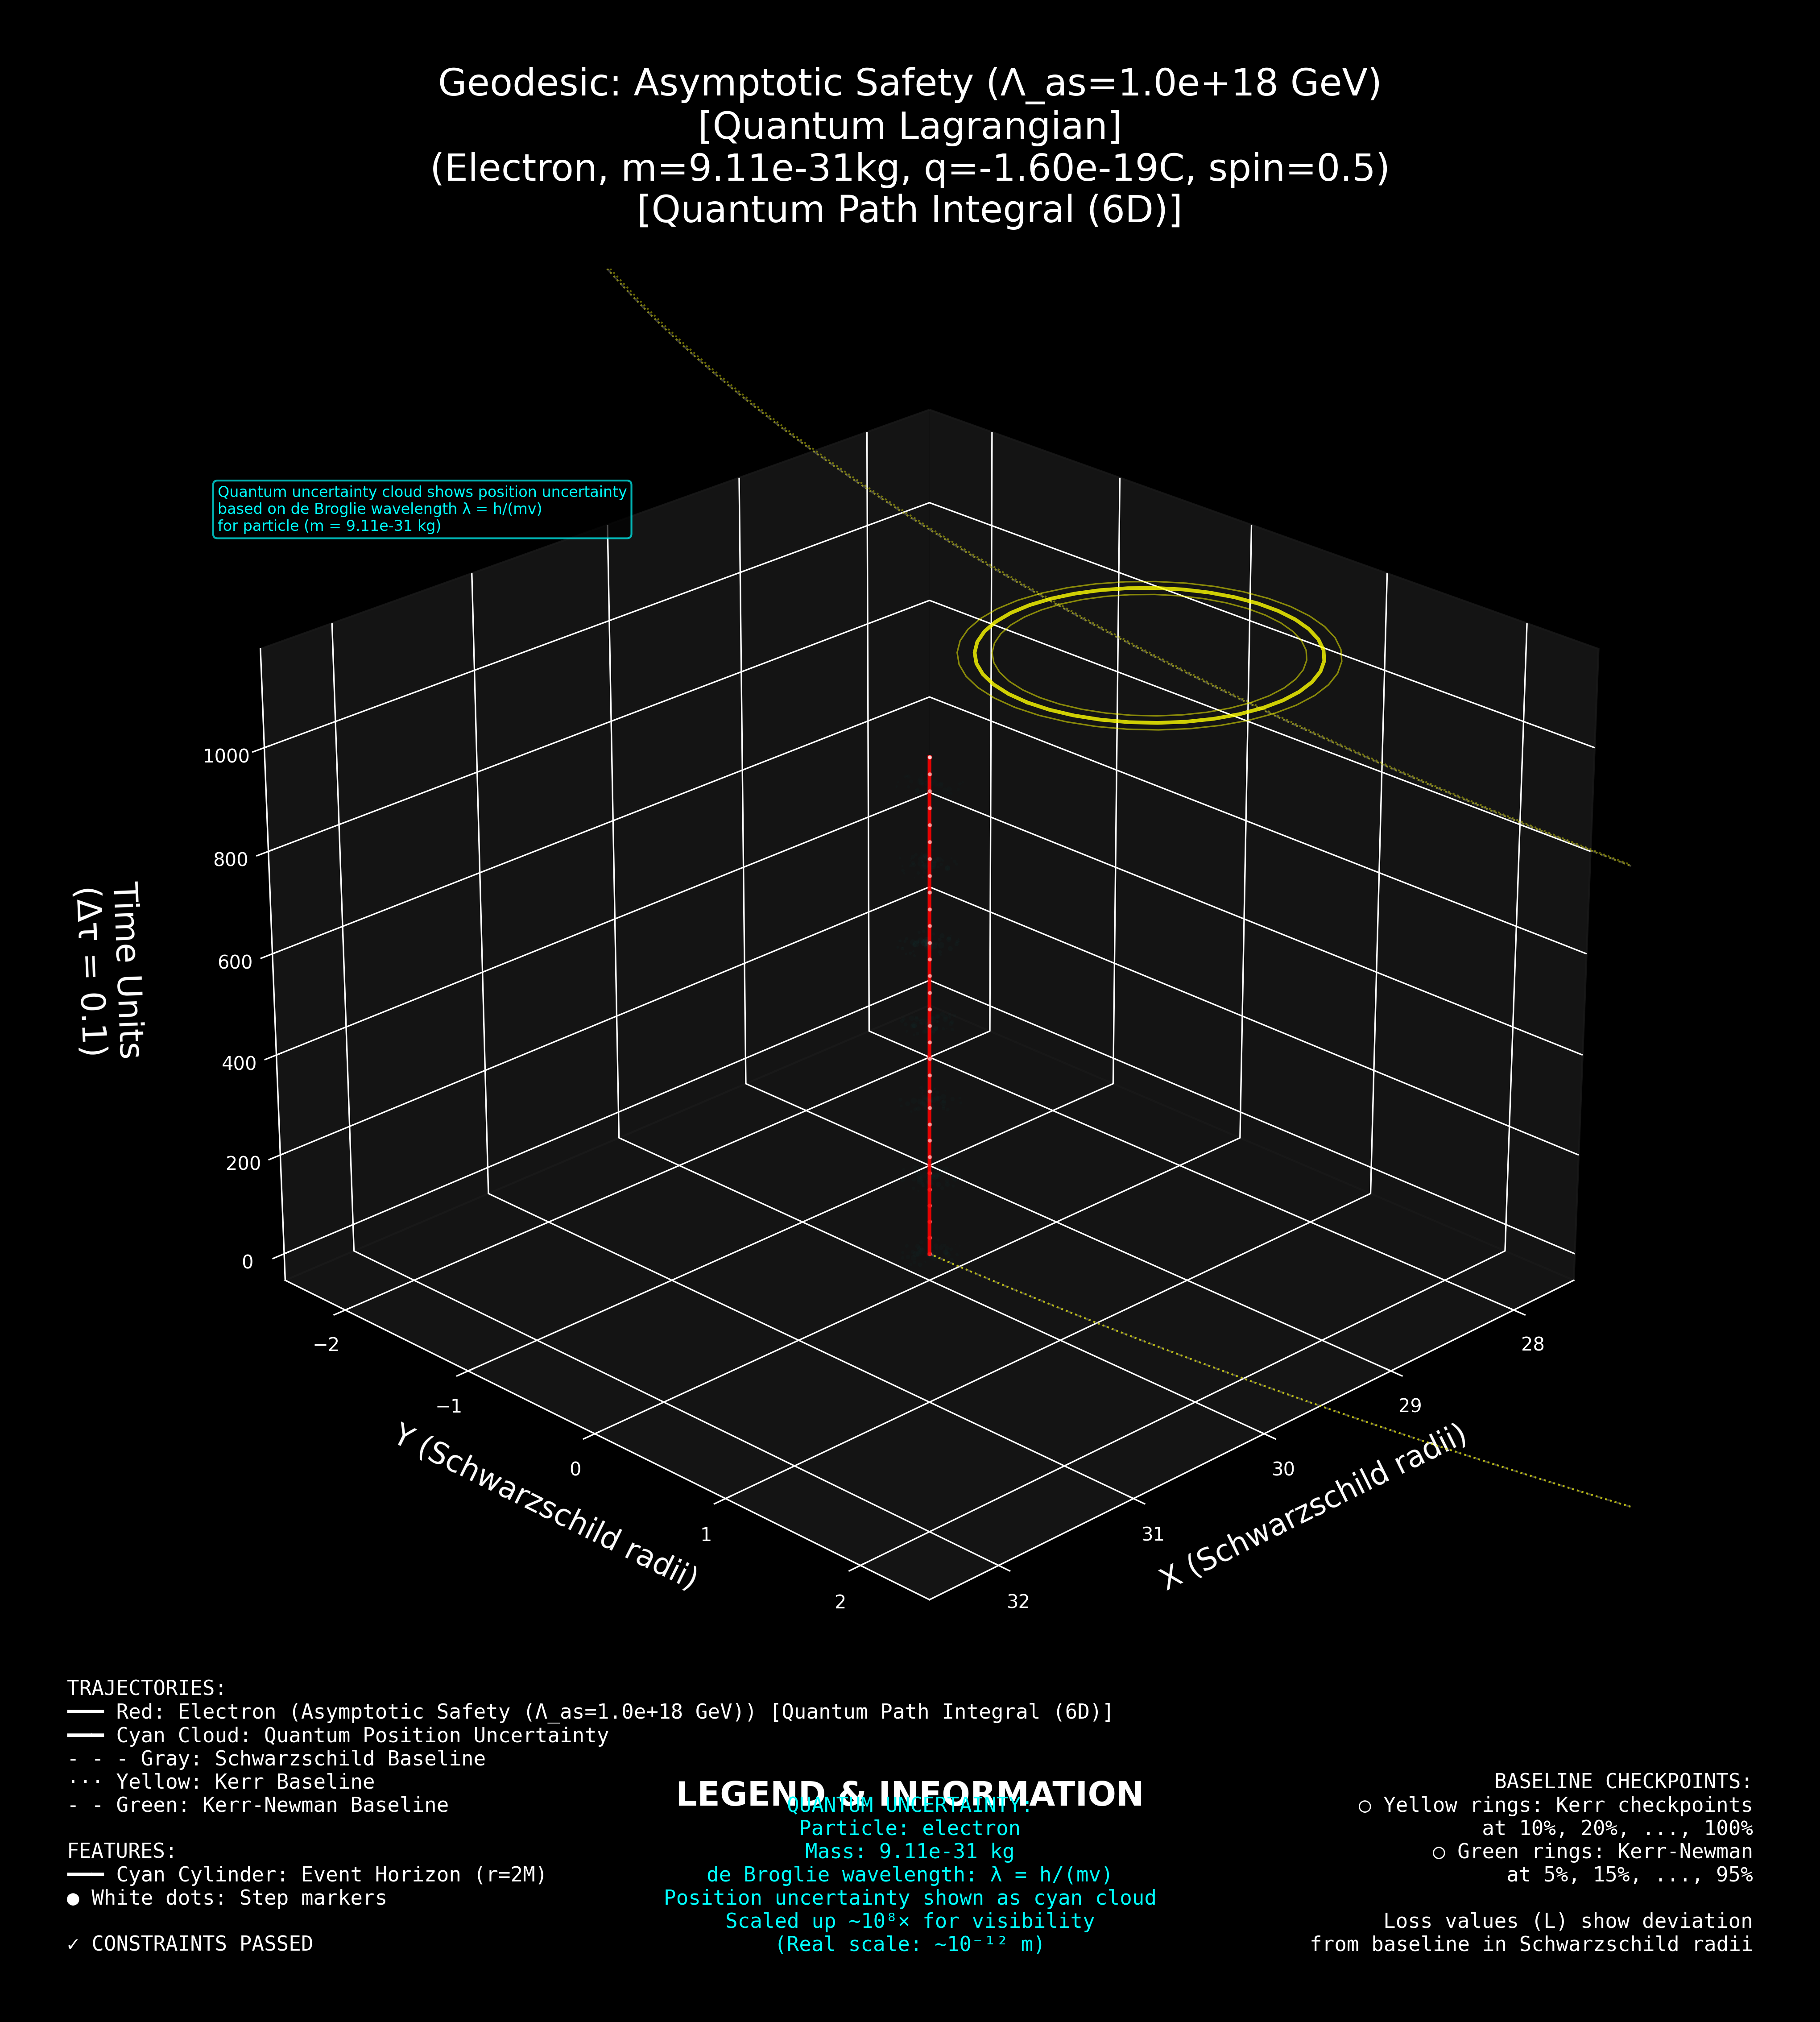 Geodesic: Asymptotic Safety (Λ_as=1.0e+18 GeV)
[Quantum Lagrangian]
(Electron, m=9.11e-31kg, q=-1.60e-19C, spin=0.5)
[Quantum Path Integral (6D)]
Quantum uncertainty cloud shows position uncertainty
based on de Broglie wavelength λ = h/(mv)
for particle (m = 9.11e-31 kg)
1000
800
600
400
200
0
Time Units
(Δτ = 0.1)
−2
−1
0
1
2
Y (Schwarzschild radii)
28
29
30
31
32
X (Schwarzschild radii)
TRAJECTORIES:
Red: Electron (Asymptotic Safety (Λ_as=1.0e+18 GeV)) [Quantum Path Integral (6D)]
Cyan Cloud: Quantum Position Uncertainty
- - - Gray: Schwarzschild Baseline
··· Yellow: Kerr Baseline
- - Green: Kerr-Newman Baseline
FEATURES:
Cyan Cylinder: Event Horizon (r=2M)
● White dots: Step markers
✓ CONSTRAINTS PASSED
LEGEND & INFORMATION
QUANTUM UNCERTAINTY:
Particle: electron
Mass: 9.11e-31 kg
de Broglie wavelength: λ = h/(mv)
Position uncertainty shown as cyan cloud
Scaled up ~10⁸× for visibility
(Real scale: ~10⁻¹² m)
BASELINE CHECKPOINTS:
○ Yellow rings: Kerr checkpoints
at 10%, 20%, ..., 100%
○ Green rings: Kerr-Newman
at 5%, 15%, ..., 95%
Loss values (L) show deviation
from baseline in Schwarzschild radii